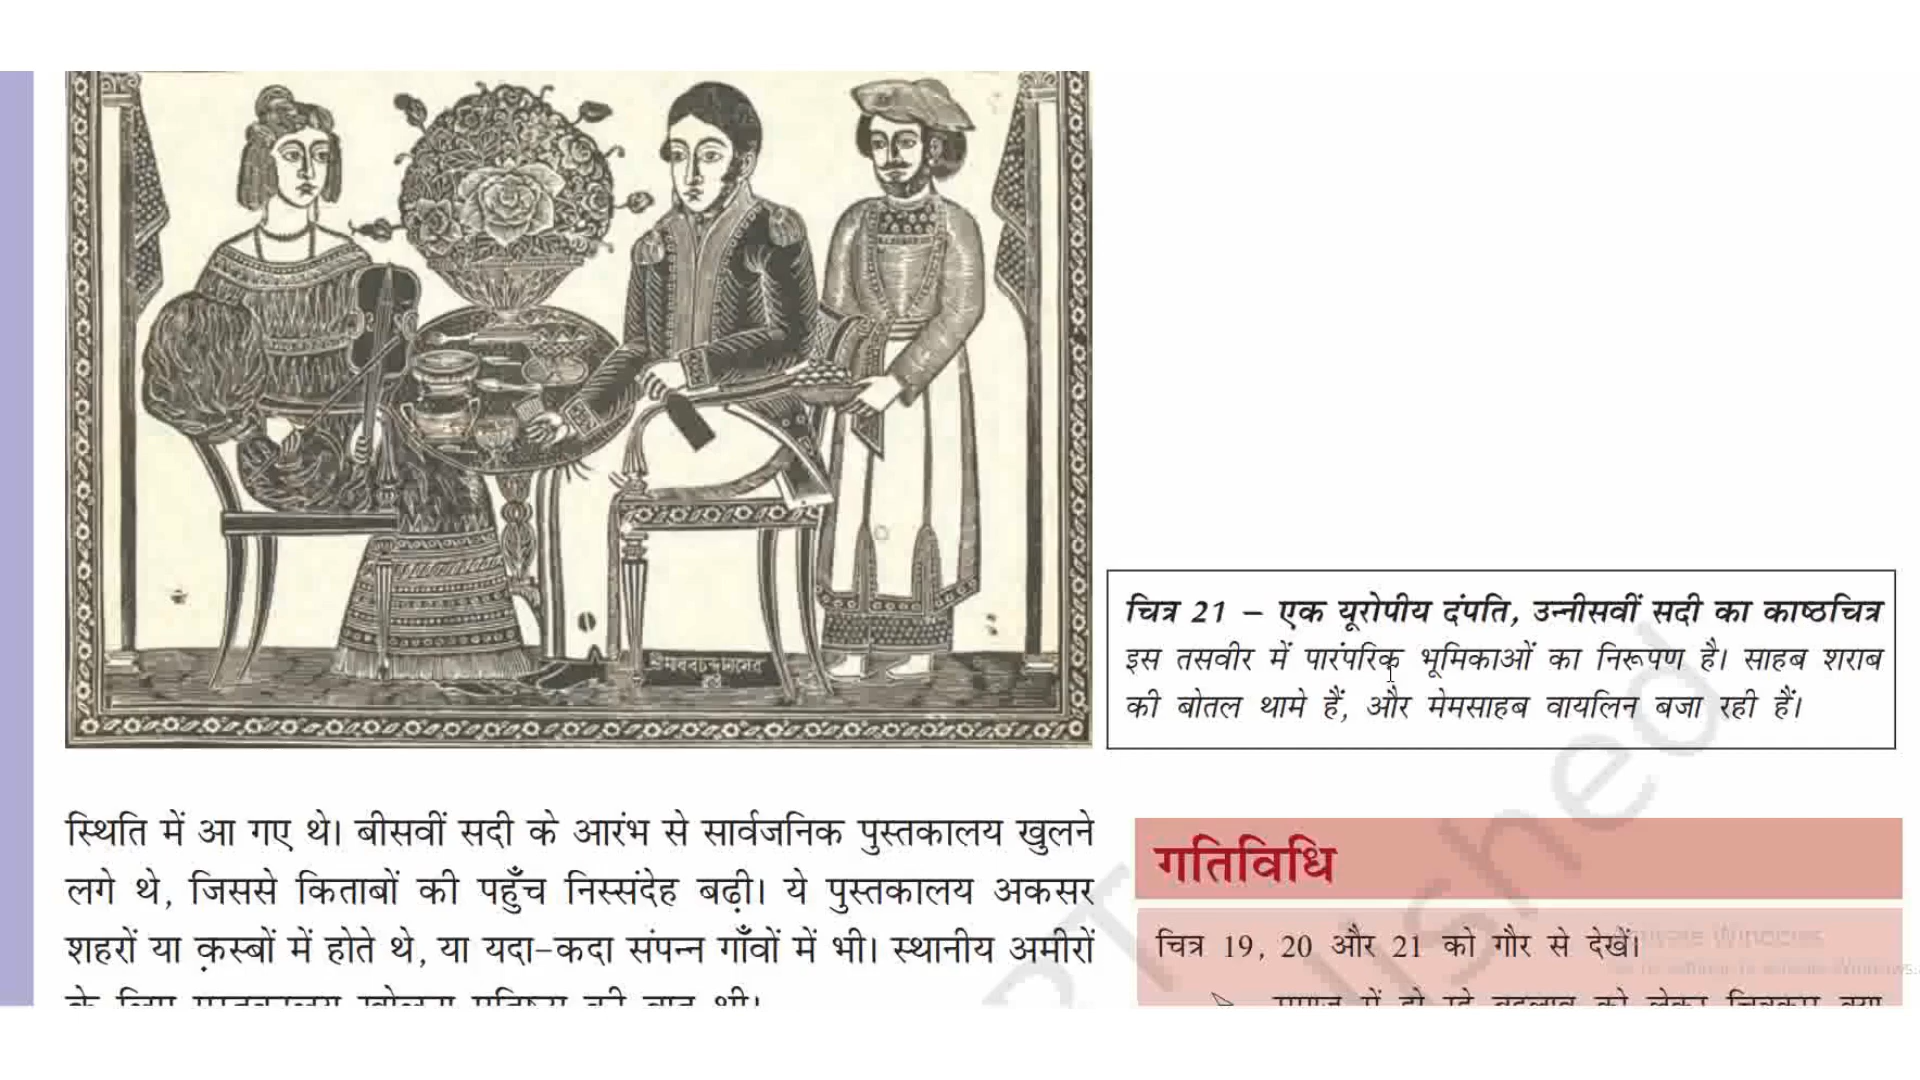 चित्र 21 – एक यूरोपीय दंपति, उन्नीसवीं सदी का काष्ठचित्र
इस तसवीर में पारंपरिक भूमिकाओं का निरूपण है। साहब शराब
की बोतल थामे हैं, और मेमसाहब वायलिन बजा रही हैं।
स्थिति में आ गए थे। बीसवीं सदी के आरंभ से सार्वजनिक पुस्तकालय खुलने
लगे थे, जिससे किताबों की पहुँच निस्संदेह बढ़ी। ये पुस्तकालय अकसर
शहरों या क़स्बों में होते थे, या यदा-कदा संपन्न गाँवों में भी। स्थानीय अमीरों
गतिविधि
चित्र 19, 20 और 21 को गौर से देखें।